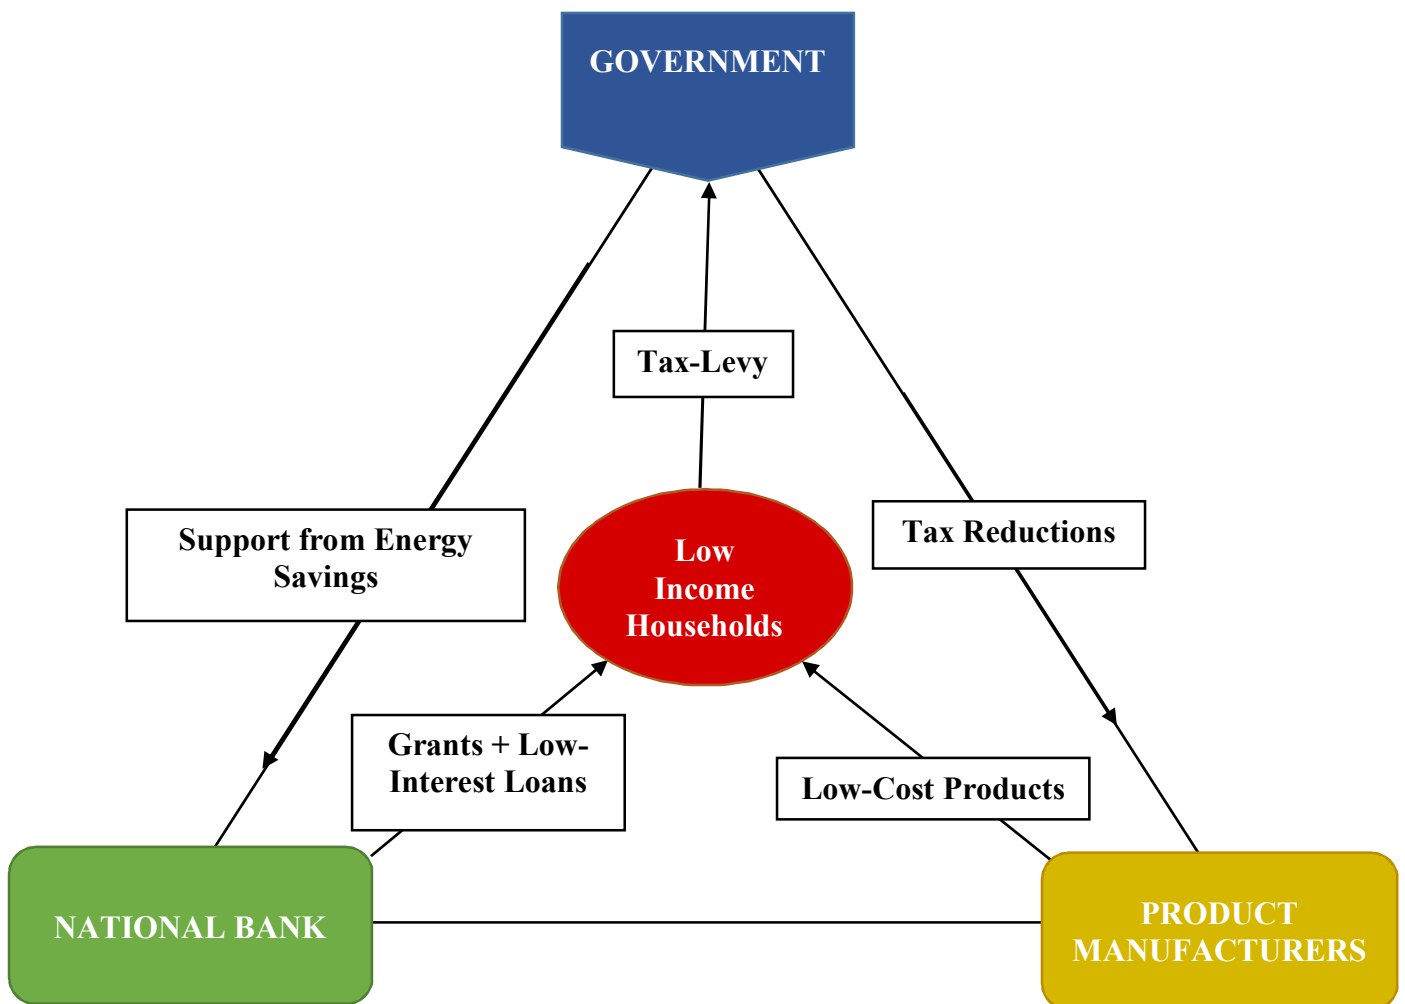 GOVERNMENT
Tax-Levy
Support from Energy
Savings
Tax Reductions
Low
Income
Households
Grants + Low-
Interest Loans
Low-Cost Products
NATIONAL BANK
PRODUCT
MANUFACTURERS